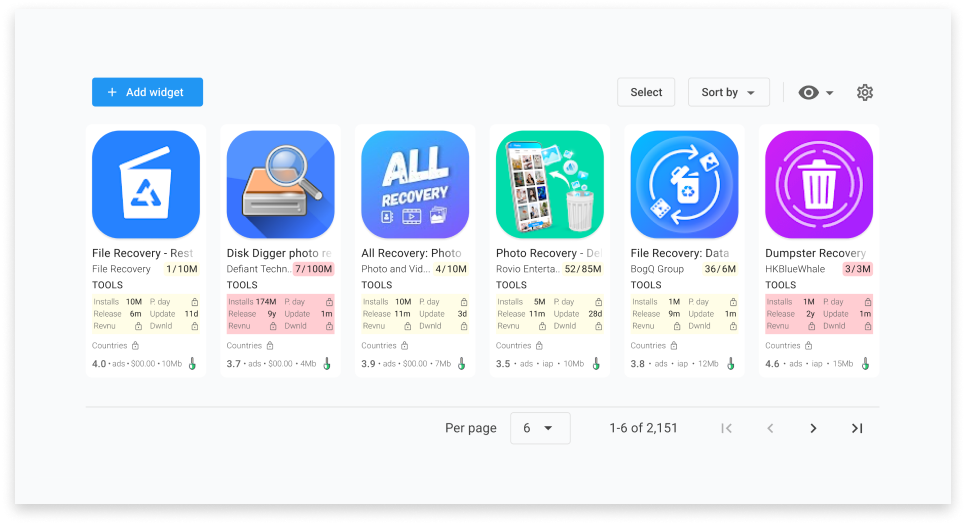 + Add widget
Select
Sort by
ALL
RECOVERY
File Recovery - Rest
File Recovery 1/10M
TOOLS
Installs 10M P. day
Release 6m Update 11d
Revnu Dwnld
Countries
4.0 • ads • $00.00 • 10Mb
Disk Digger photo re
Defiant Techn.. 7/100M
TOOLS
Installs 174M P. day
Release 9y Update 1m
Revnu Dwnld
Countries
3.7 • ads • $00.00 • 4Mb
All Recovery: Photo
Photo and Vid... 4/10M
TOOLS
Installs 10M P. day
Release 11m Update 3d
Revnu Dwnld
Countries
3.9 • ads • $00.00 • 7Mb
Photo Recovery - Del
Rovio Enterta.. 52/85M
TOOLS
Installs 5M P. day
Release 11m Update 28d
Revnu Dwnld
Countries
3.5 • ads • iap • 10Mb
File Recovery: Data
BogQ Group 36/6M
TOOLS
Installs 1M P. day
Release 9m Update 1m
Revnu Dwnld
Countries
3.8 • ads • iap • 12Mb
Dumpster Recovery
HKBlueWhale 3/3M
TOOLS
Installs 1M P. day
Release 2y Update 1m
Revnu Dwnld
Countries
4.6 • ads • iap • 15Mb
Per page 6 1-6 of 2,151